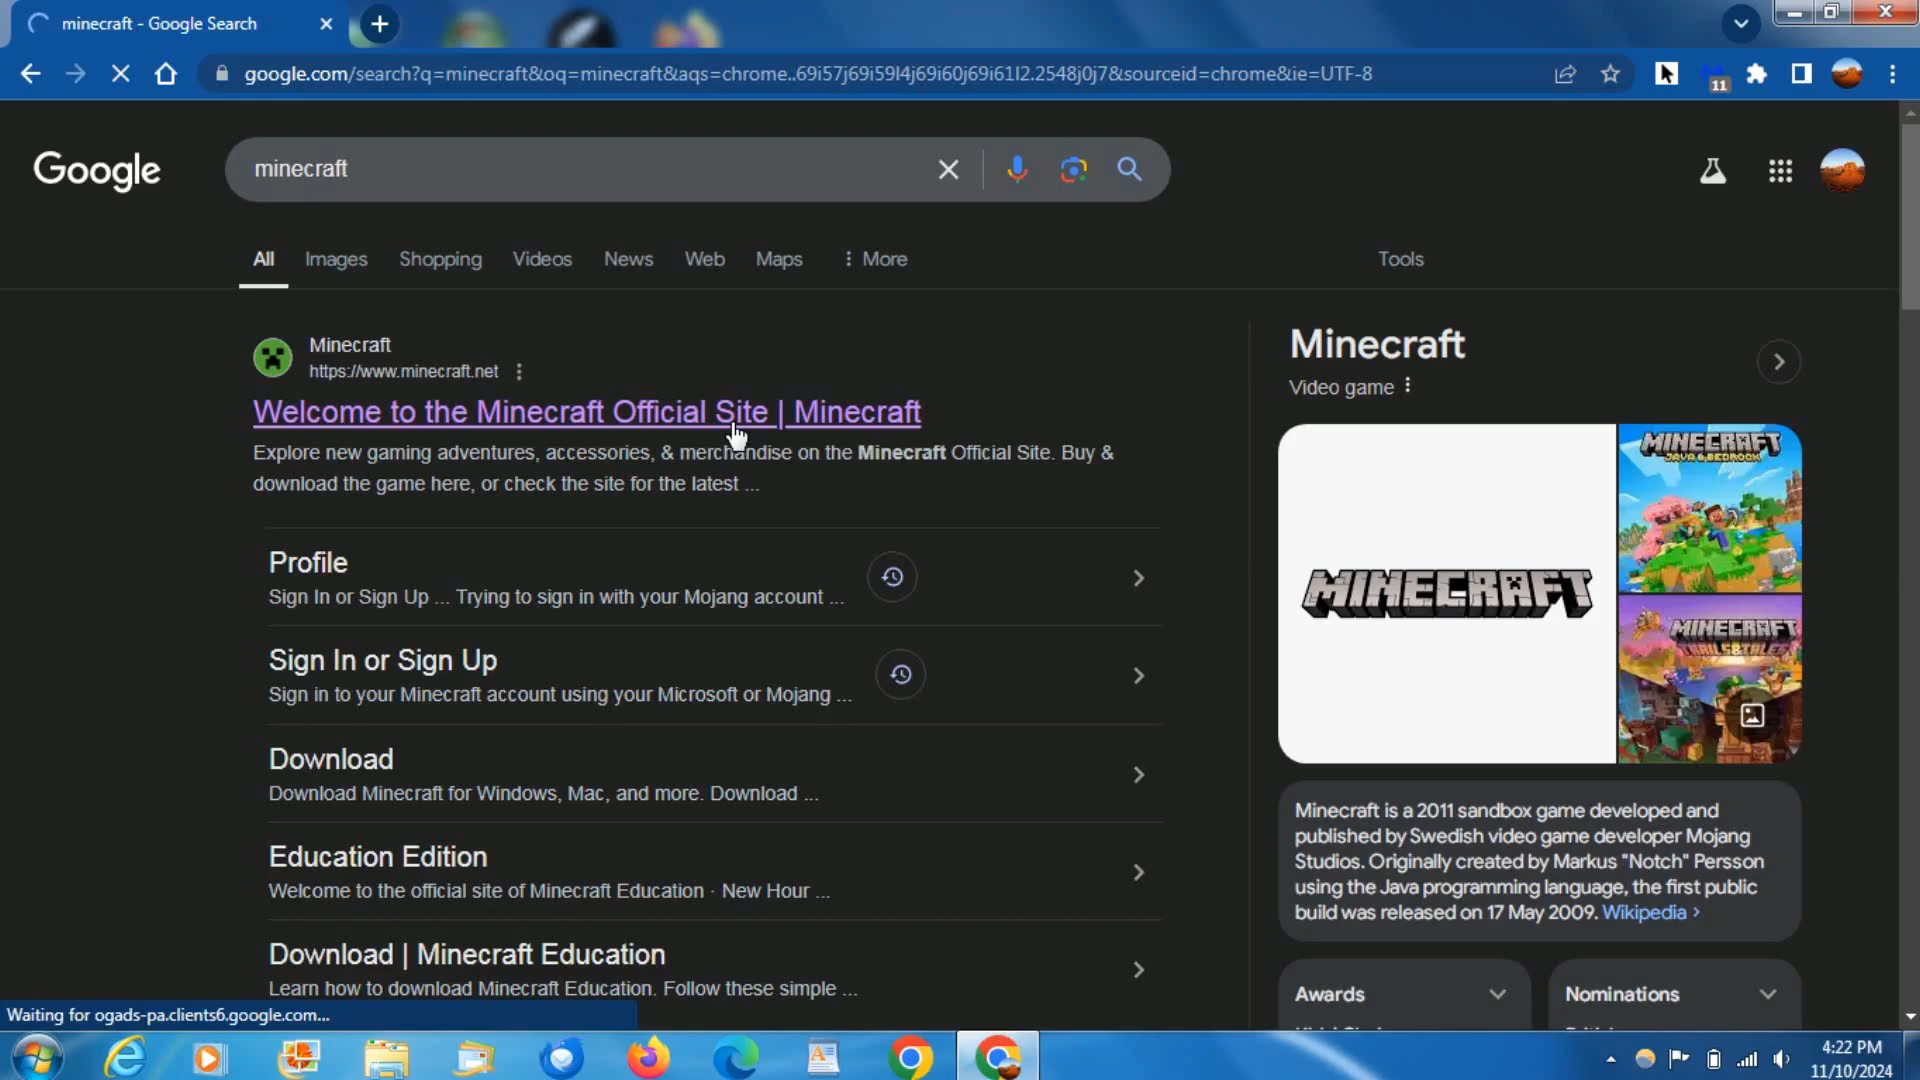 minecraft - Google Search
google.com/search?q=minecraft&oq=minecraft&aqs=chrome..69i57j69i59l4j69i60j69i61l2.2548j0j7&sourceid=chrome&ie=UTF-8
11
Google
minecraft
All
Images
Shopping
Videos
News
Web
Maps
More
Tools
Minecraft
https://www.minecraft.net
Welcome to the Minecraft Official Site | Minecraft
Explore new gaming adventures, accessories, & merchandise on the Minecraft Official Site. Buy &
download the game here, or check the site for the latest ...
Profile
Sign In or Sign Up ... Trying to sign in with your Mojang account ...
Sign In or Sign Up
Sign in to your Minecraft account using your Microsoft or Mojang ...
Download
Download Minecraft for Windows, Mac, and more. Download ...
Education Edition
Welcome to the official site of Minecraft Education · New Hour ...
Download | Minecraft Education
Learn how to download Minecraft Education. Follow these simple ...
Minecraft
Video game
MINECRAFT
MINECRAFT
JAVA & BEDROCK
MINECRAFT
TRAILS & TALES
Minecraft is a 2011 sandbox game developed and
published by Swedish video game developer Mojang
Studios. Originally created by Markus "Notch" Persson
using the Java programming language, the first public
build was released on 17 May 2009. Wikipedia >
Awards
Nominations
Waiting for ogads-pa.clients6.google.com...
4:22 PM
11/10/2024